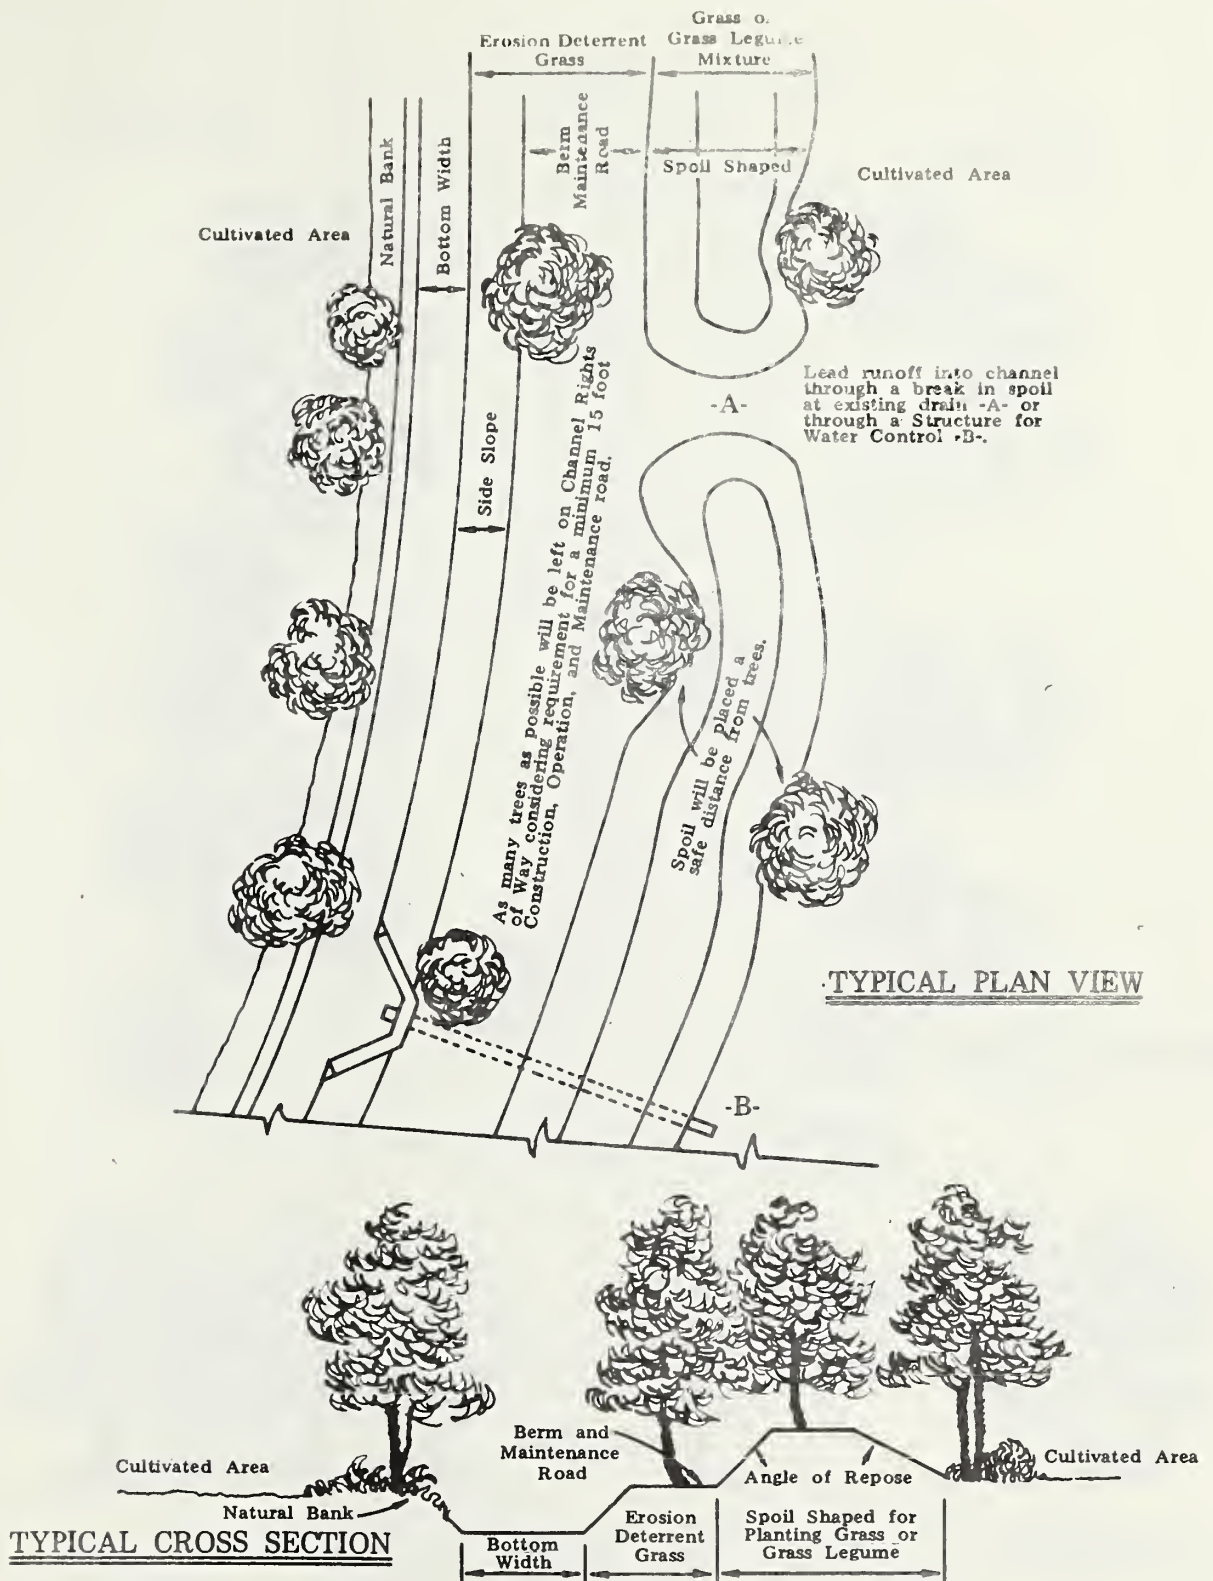 Grass
Erosion Deterrent
Grass
Grass
Mixture
Natural Bank
Bottom Width
Berm
Maintenance
Road
Spoil Shaped
Cultivated Area
Cultivated Area
Side Slope
-A-
Lead runoff into channel
through a break in spoil
at existing drain -A- or
through a Structure for
Water Control -B-.
As many trees as possible will be left on Channel Rights
of Way considering requirement for a minimum 15 foot
Construction, Operation, and Maintenance road.
Spoil will be placed a
safe distance from trees.
TYPICAL PLAN VIEW
-B-
Berm and
Maintenance
Road
Cultivated Area
Natural Bank
Angle of Repose
Cultivated Area
TYPICAL CROSS SECTION
Bottom
Width
Erosion
Deterrent
Grass
Spoil Shaped for
Planting Grass or
Grass Legume